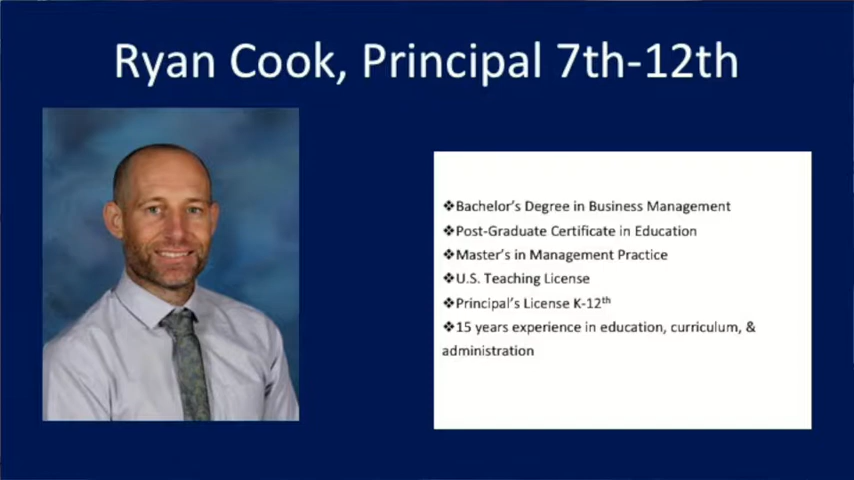 Ryan Cook, Principal 7th-12th
❖Bachelor's Degree in Business Management
❖Post-Graduate Certificate in Education
❖Master's in Management Practice
❖U.S. Teaching License
❖Principal's License K-12th
❖15 years experience in education, curriculum, &
administration